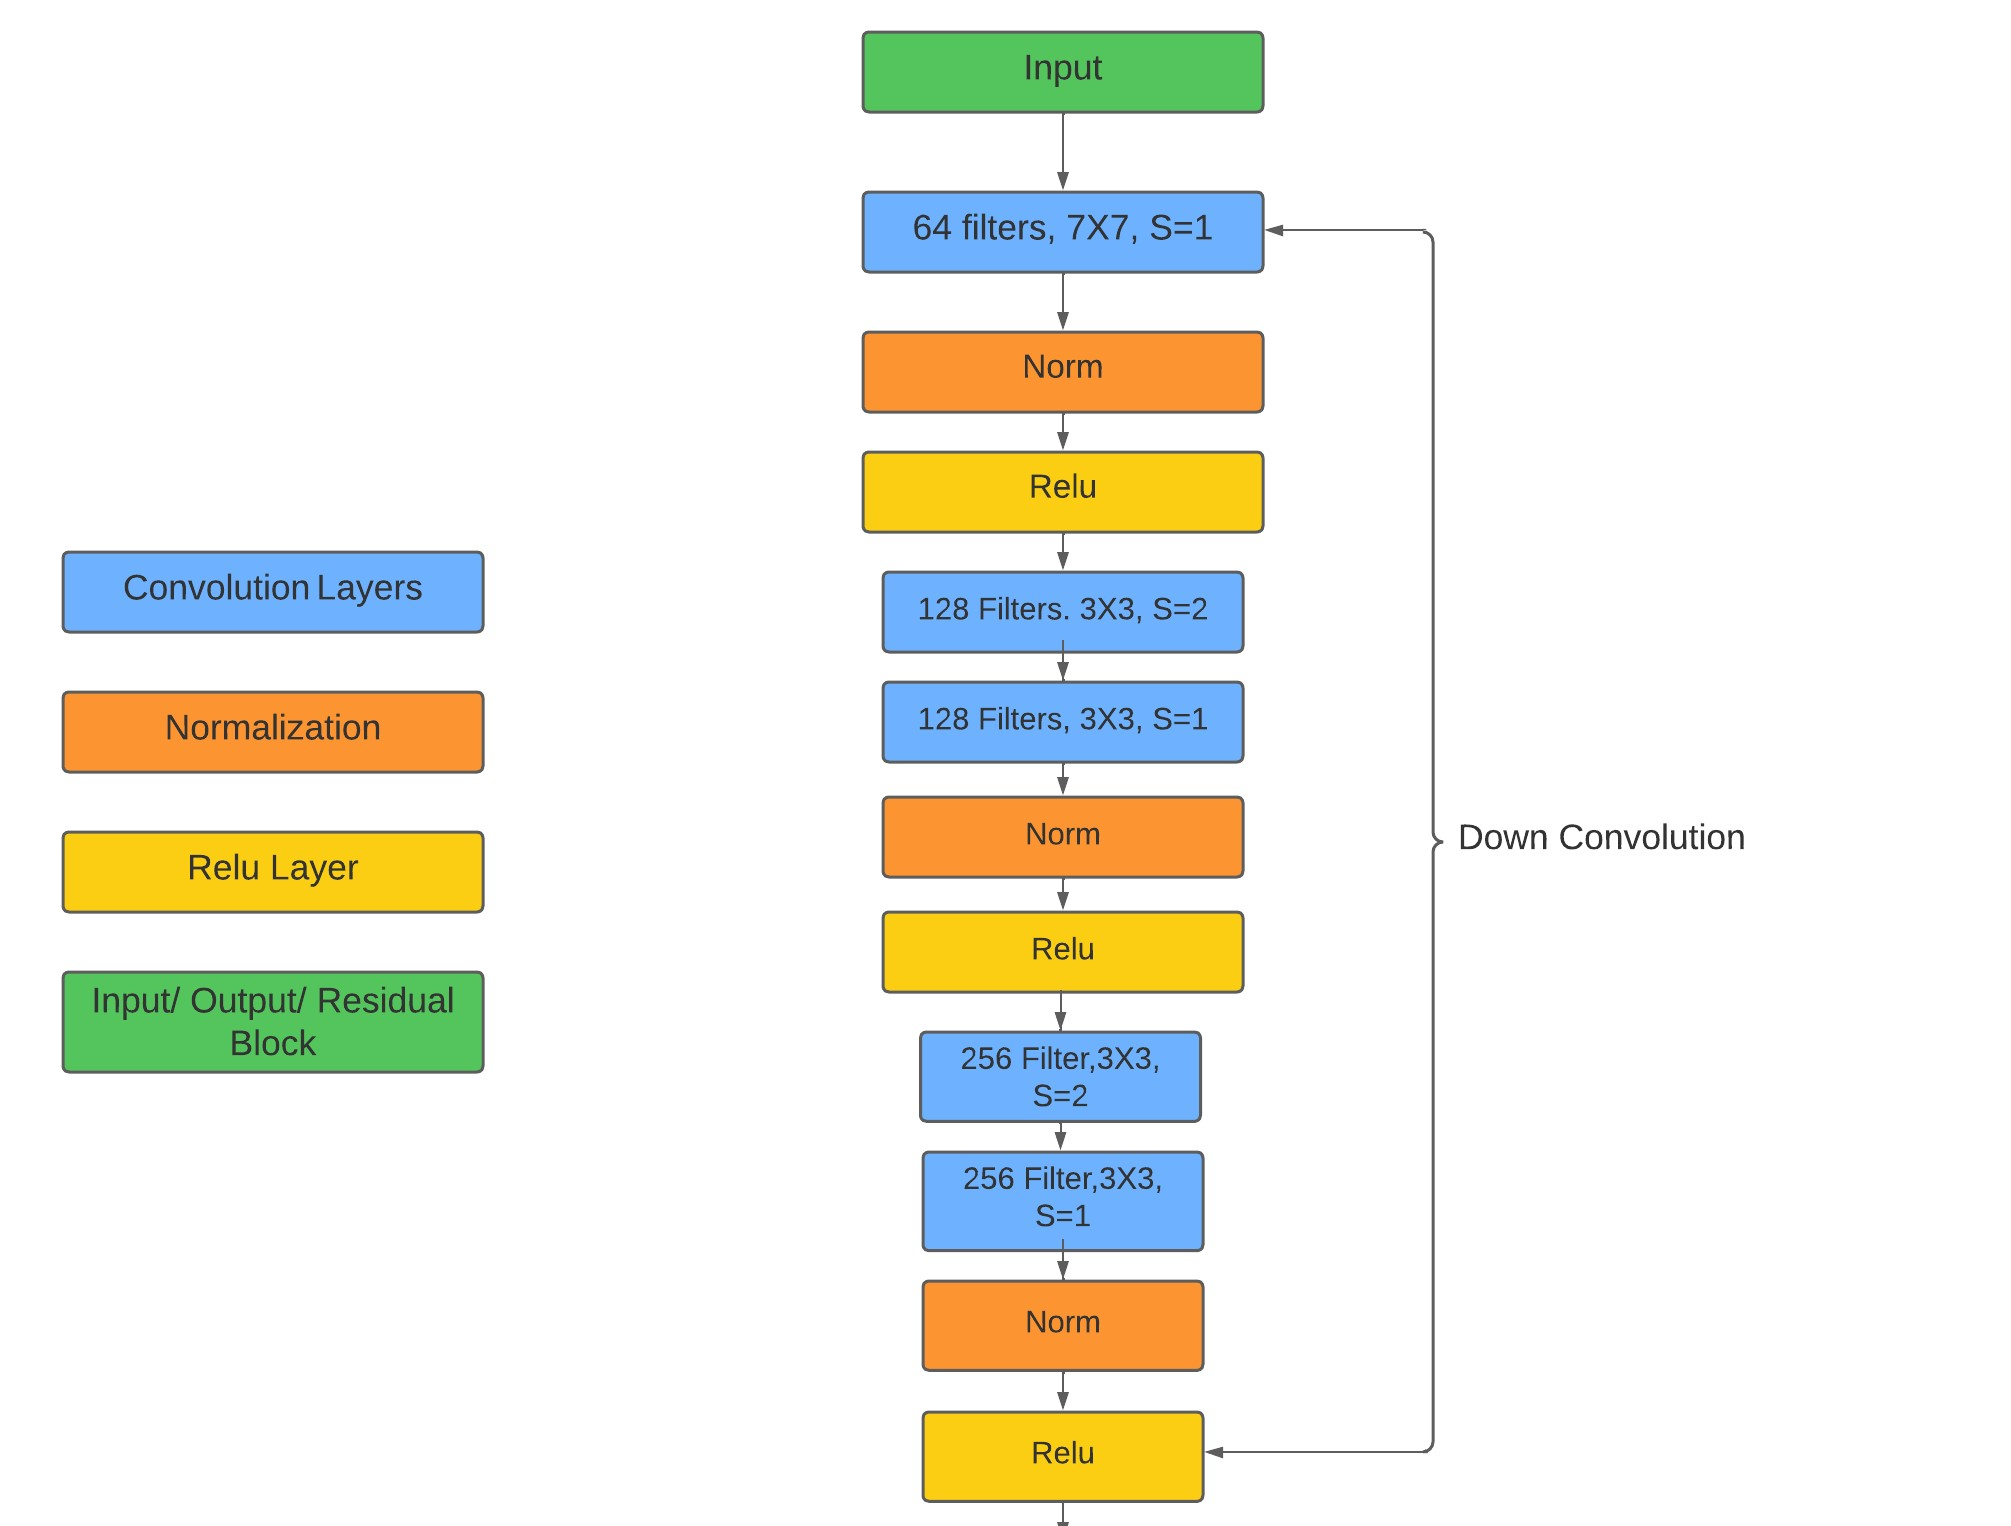 Input
64 filters, 7X7, S=1
Norm
Relu
128 Filters. 3X3, S=2
128 Filters, 3X3, S=1
Norm
Relu
256 Filter,3X3,
S=2
256 Filter,3X3,
S=1
Norm
Relu
Down Convolution
Convolution Layers
Normalization
Relu Layer
Input/ Output/ Residual
Block